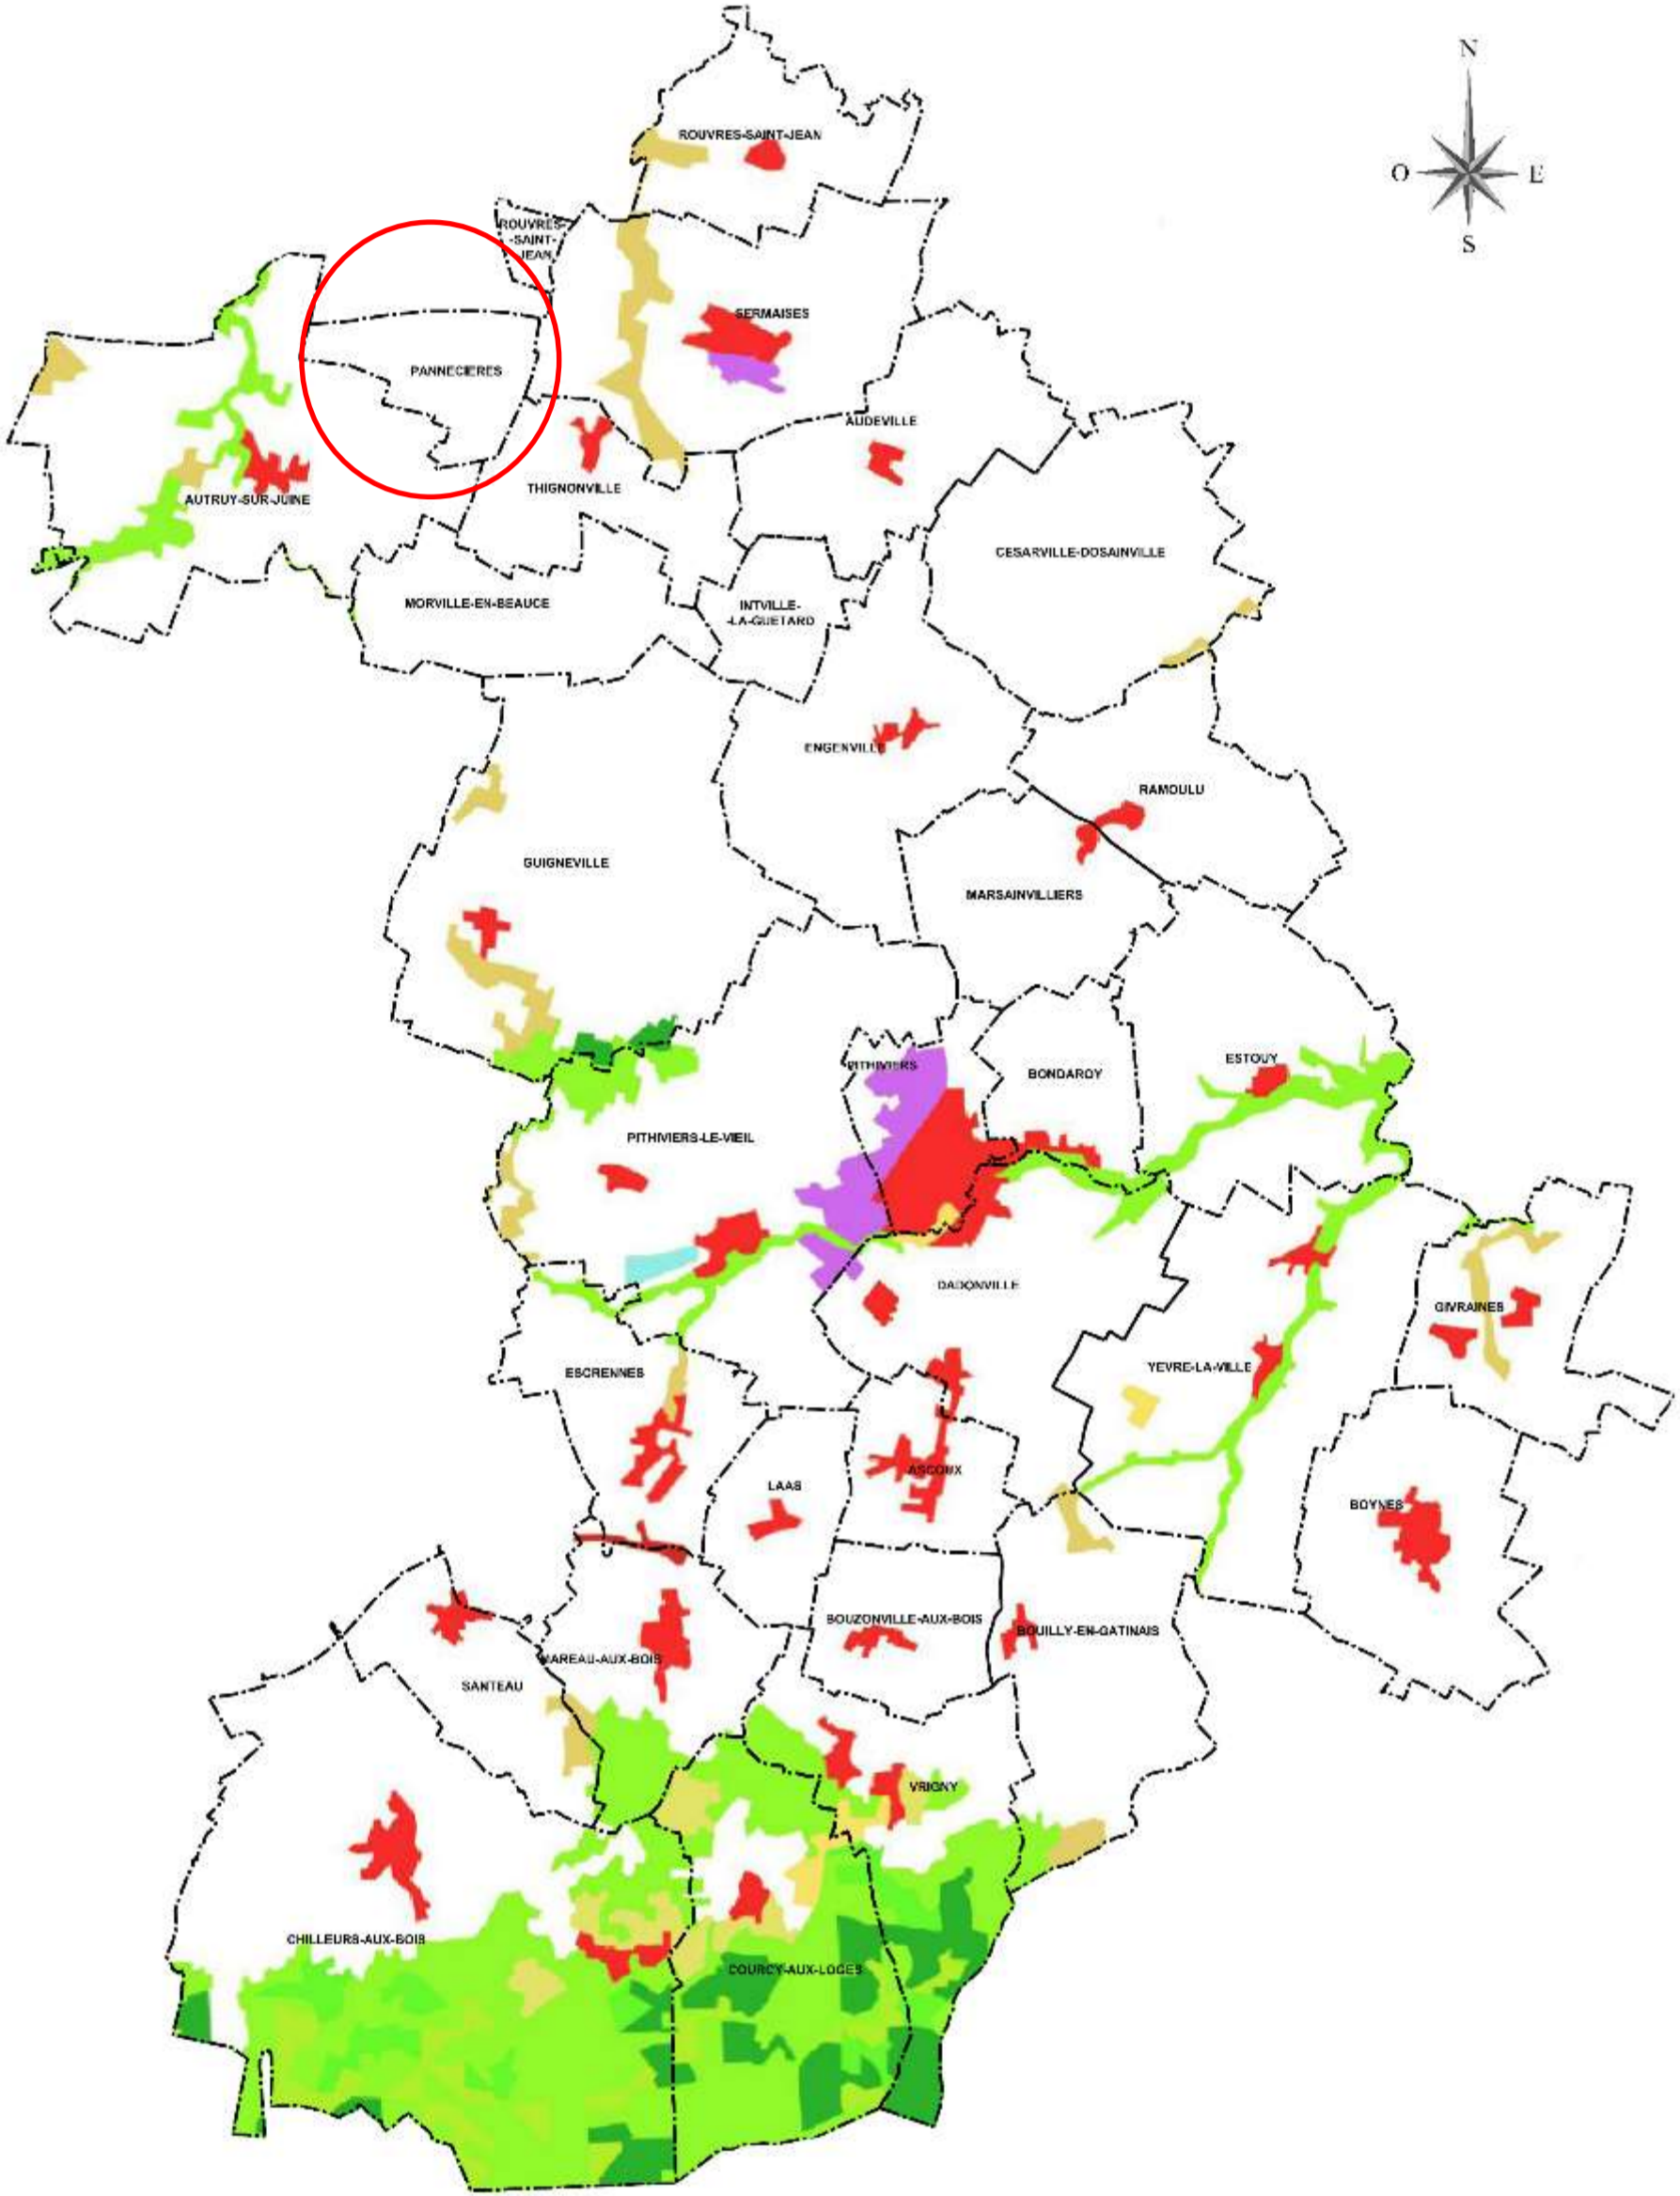 N
ROUVRES-SAINT-JEAN
O
E
ROUVRES-
-SAINT-
JEAN
S
SERMAISES
PANNECIERES
AUDEVILLE
THIGNONVILLE
AUTRUY-SUR-JUINE
CESARVILLE-DOSAINVILLE
MORVILLE-EN-BEAUCE
INTVILLE-
-LA-GUETARD
ENGENVILLE
RAMOULU
GUIGNEVILLE
MARSAINVILLIERS
ESTOUY
PITHIVIERS
BONDAROY
PITHIVIERS-LE-VIEIL
DADONVILLE
GIVRAINES
YEVRE-LA-VILLE
ESCRENNES
ASCOUX
LAAS
BOYNES
BOUZONVILLE-AUX-BOIS
BOUILLY-EN-GATINAIS
MAREAU-AUX-BOIS
SANTEAU
VRIGNY
CHILLEURS-AUX-BOIS
COURCY-AUX-LOGES